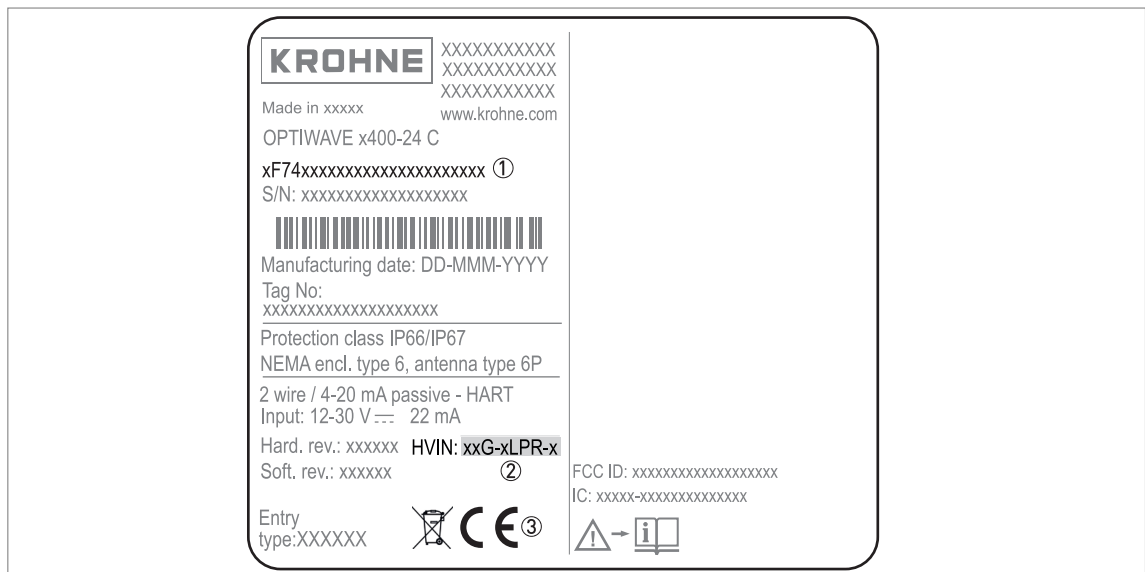 KROHNE
XXXXXXXXXXX
XXXXXXXXXXX
XXXXXXXXXXX
Made in xxxxx
www.krohne.com
OPTIWAVE x400-24 C
xF74xxxxxxxxxxxxxxxxxxxxx ①
S/N: xxxxxxxxxxxxxxxxxxx
Manufacturing date: DD-MMM-YYYY
Tag No:
xxxxxxxxxxxxxxxxxxxx
Protection class IP66/IP67
NEMA encl. type 6, antenna type 6P
2 wire / 4-20 mA passive - HART
Input: 12-30 V⎓ 22 mA
Hard. rev.: xxxxxx HVIN: xxG-xLPR-x
Soft. rev.: xxxxxx ②
Entry
type:XXXXXX
CE ③
FCC ID: xxxxxxxxxxxxxxxxxxx
IC: xxxxx-xxxxxxxxxxxxxx